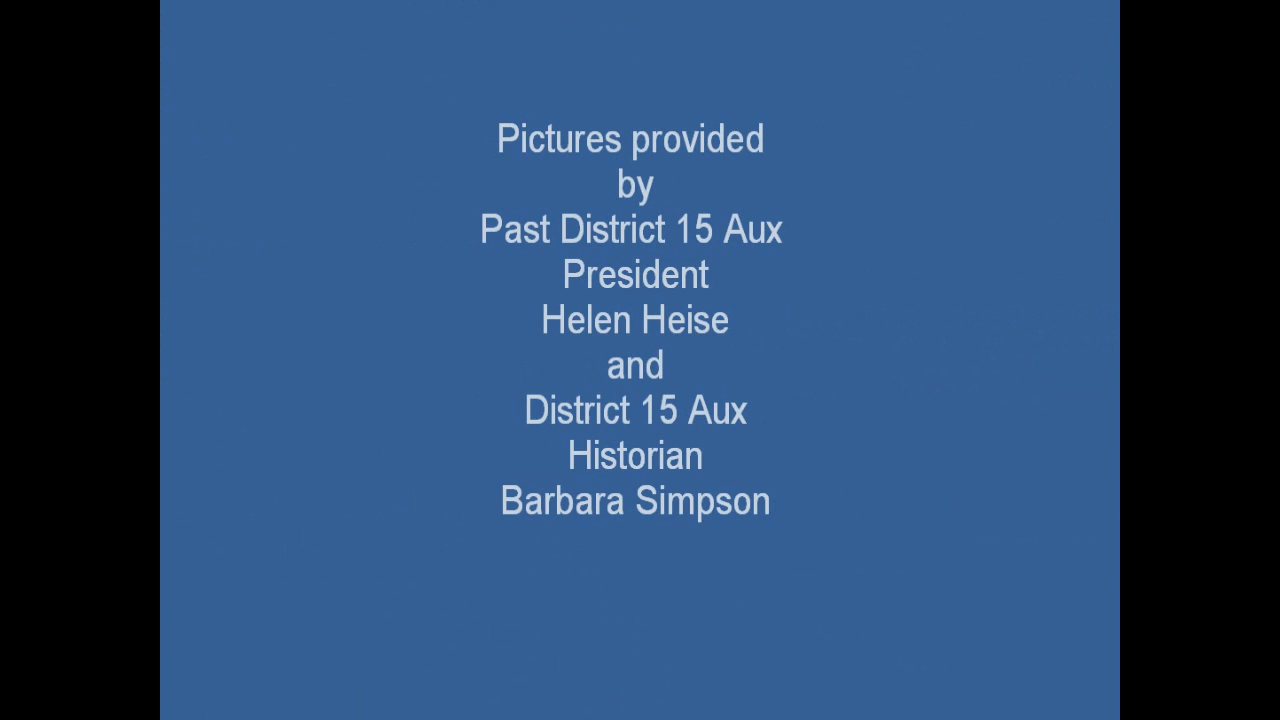 Pictures provided
by
Past District 15 Aux
President
Helen Heise
and
District 15 Aux
Historian
Barbara Simpson